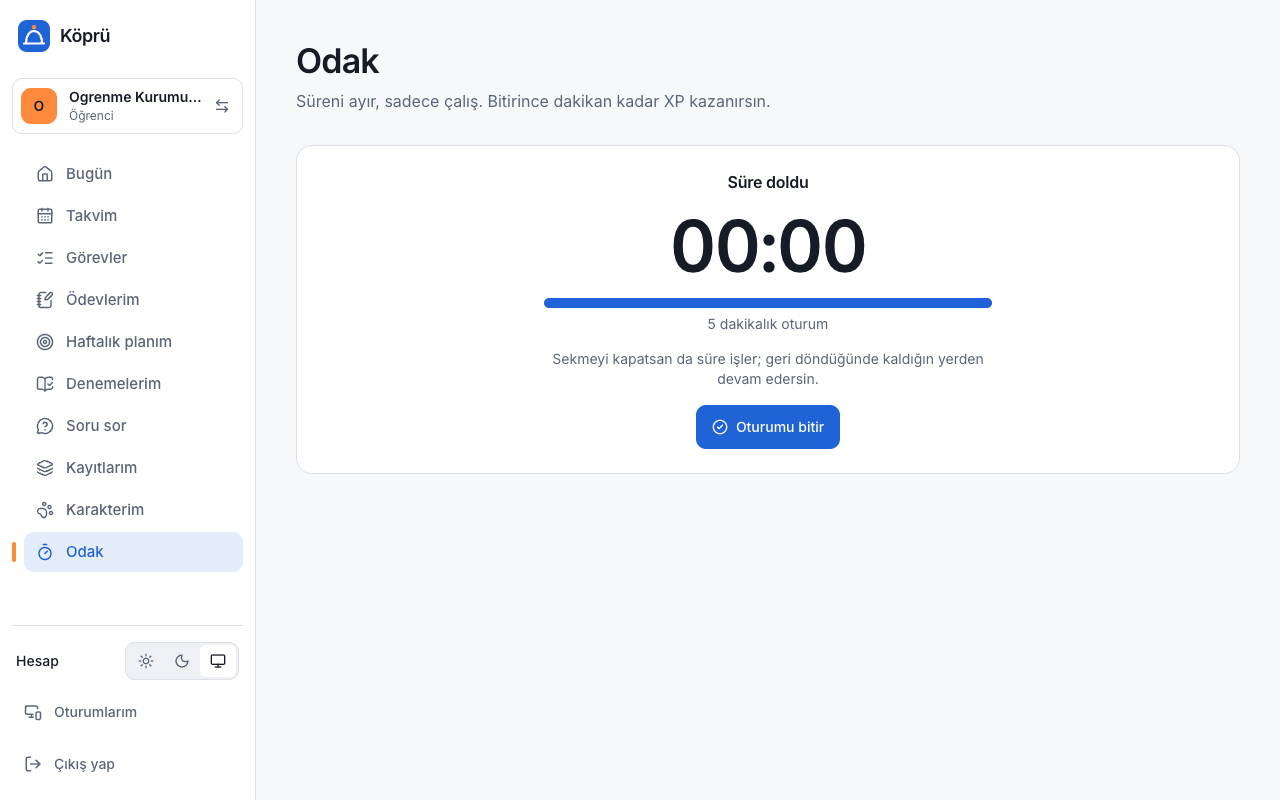 Köprü
O
Ogrenme Kurumu...
Öğrenci
Bugün
Takvim
Görevler
Ödevlerim
Haftalık planım
Denemelerim
Soru sor
Kayıtlarım
Karakterim
Odak
Hesap
Oturumlarım
Çıkış yap
Odak
Süreni ayır, sadece çalış. Bitirince dakikan kadar XP kazanırsın.
Süre doldu
00:00
5 dakikalık oturum
Sekmeyi kapatsan da süre işler; geri döndüğünde kaldığın yerden
devam edersin.
Oturumu bitir